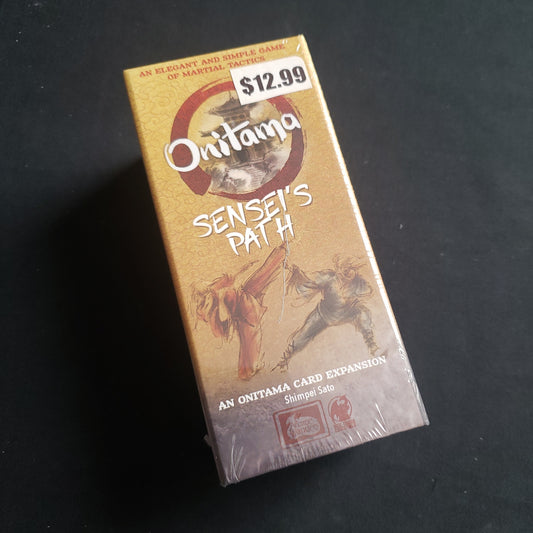 AN ELEGANT AND SIMPLE GAME
OF MARTIAL TACTICS
$12.99
Onitama
SENSEI'S
PATH
AN ONITAMA CARD EXPANSION
Shimpei Sato